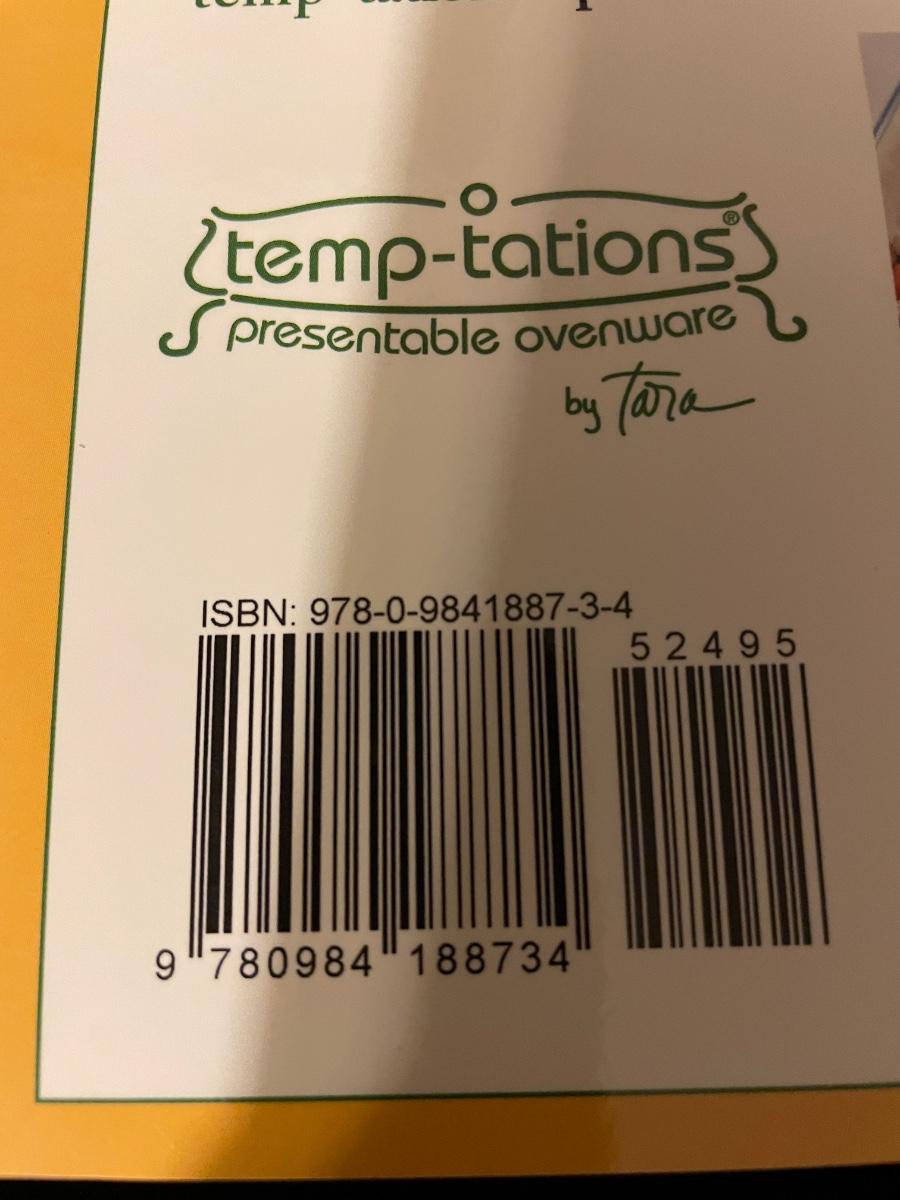 temp-tations®
presentable ovenware
by Tara
ISBN: 978-0-9841887-3-4
52495
9 780984 188734